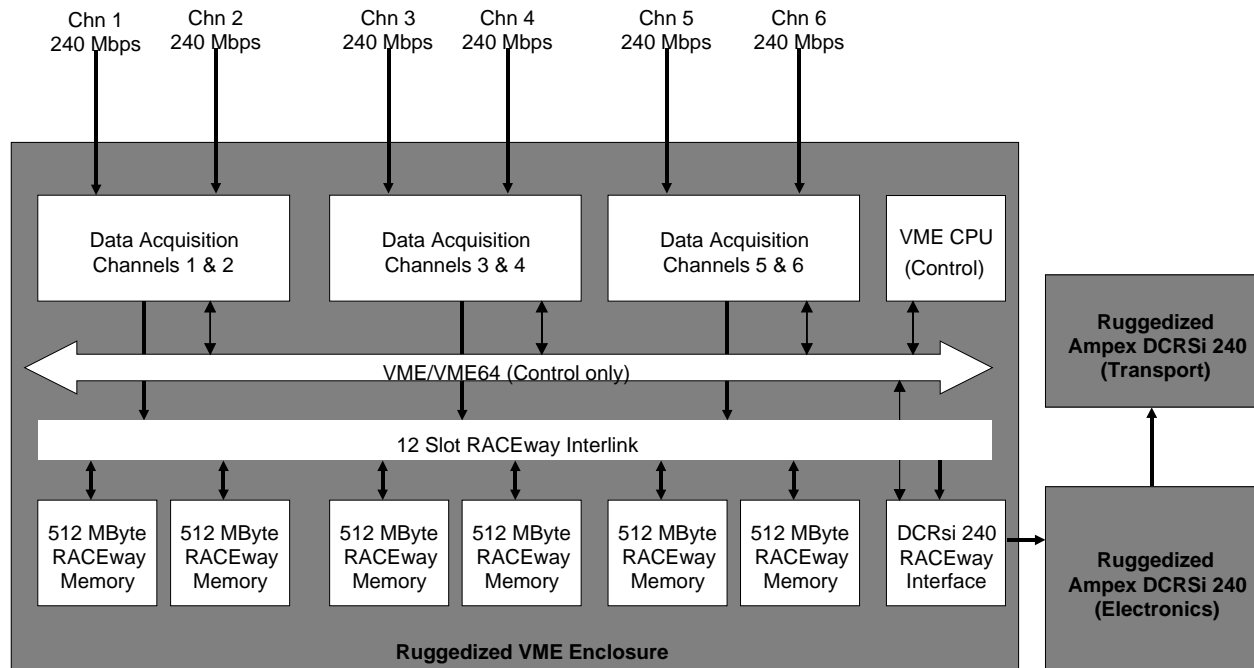 Chn 1
240 Mbps
Chn 2
240 Mbps
Chn 3
240 Mbps
Chn 4
240 Mbps
Chn 5
240 Mbps
Chn 6
240 Mbps
Data Acquisition
Channels 1 & 2
Data Acquisition
Channels 3 & 4
Data Acquisition
Channels 5 & 6
VME CPU
(Control)
Ruggedized
Ampex DCRSi 240
(Transport)
VME/VME64 (Control only)
12 Slot RACEway Interlink
512 MByte
RACEway
Memory
512 MByte
RACEway
Memory
512 MByte
RACEway
Memory
512 MByte
RACEway
Memory
512 MByte
RACEway
Memory
512 MByte
RACEway
Memory
DCRsi 240
RACEway
Interface
Ruggedized
Ampex DCRSi 240
(Electronics)
Ruggedized VME Enclosure